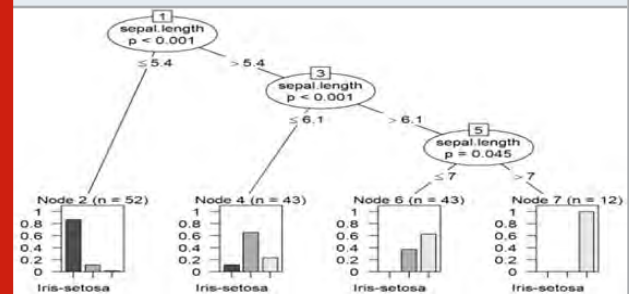 1
sepal.length
p < 0.001
≤ 5.4
> 5.4
3
sepal.length
p < 0.001
≤ 6.1
> 6.1
5
sepal.length
p = 0.045
≤ 7
> 7
Node 2 (n = 52)
Node 4 (n = 43)
Node 6 (n = 43)
Node 7 (n = 12)
1
0.8
0.6
0.4
0.2
0
1
0.8
0.6
0.4
0.2
0
1
0.8
0.6
0.4
0.2
0
1
0.8
0.6
0.4
0.2
0
Iris-setosa
Iris-setosa
Iris-setosa
Iris-setosa